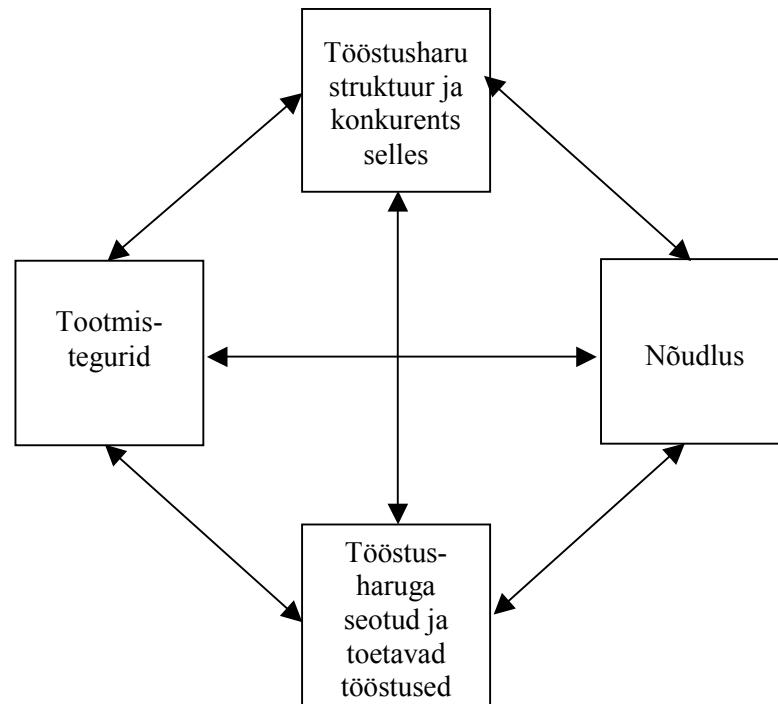 Tööstusharu
struktuur ja
konkurents
selles
Tootmis-
tegurid
Nõudlus
Tööstus-
haruga
seotud ja
toetavad
tööstused